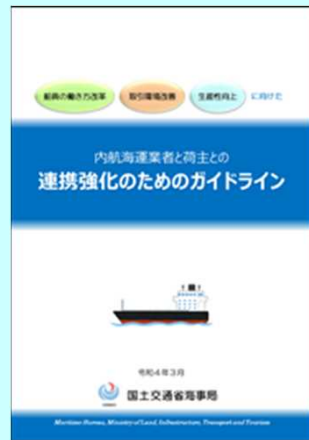 船員の働き方改革 取引環境改善 生産性向上 に向けた
内航海運業者と荷主との
連携強化のためのガイドライン
令和4年3月
国土交通省海事局
Maritime Bureau, Ministry of Land, Infrastructure, Transport and Tourism